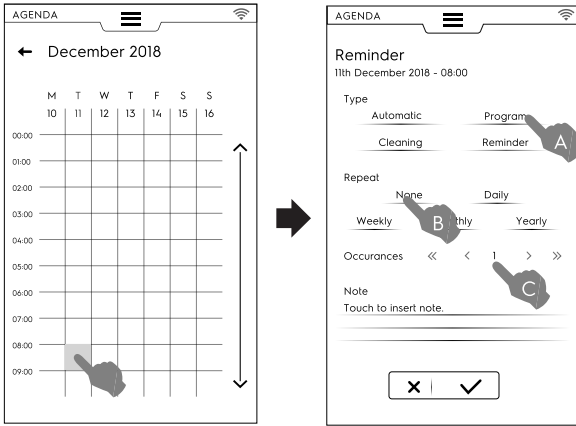 AGENDA
December 2018
M T W T F S S
10 11 12 13 14 15 16
00:00
01:00
02:00
03:00
04:00
05:00
06:00
07:00
08:00
09:00
AGENDA
Reminder
11th December 2018 - 08:00
Type
Automatic Program
A
Cleaning Reminder
Repeat
None Daily
Weekly B thly Yearly
Occurances « < 1 > »
C
Note
Touch to insert note.